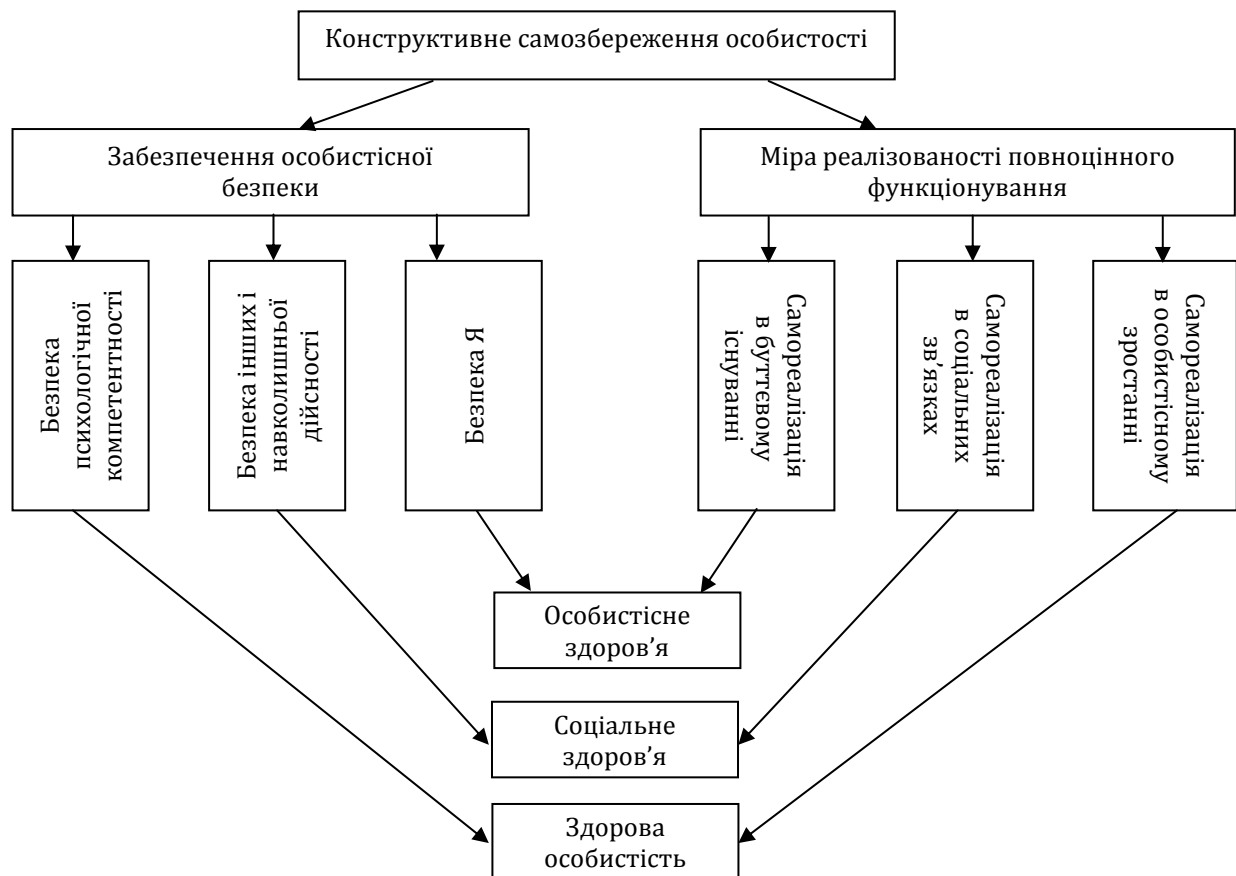 Конструктивне самозбереження особистості
Забезпечення особистісної
безпеки
Міра реалізованості повноцінного
функціонування
Безпека
психологічної
компетентності
Безпека інших і
навколишньої
дійсності
Безпека Я
Самореалізація
в буттєвому
існуванні
Самореалізація
в соціальних
зв’язках
Самореалізація
в особистісному
зростанні
Особистісне
здоров’я
Соціальне
здоров’я
Здорова
особистість